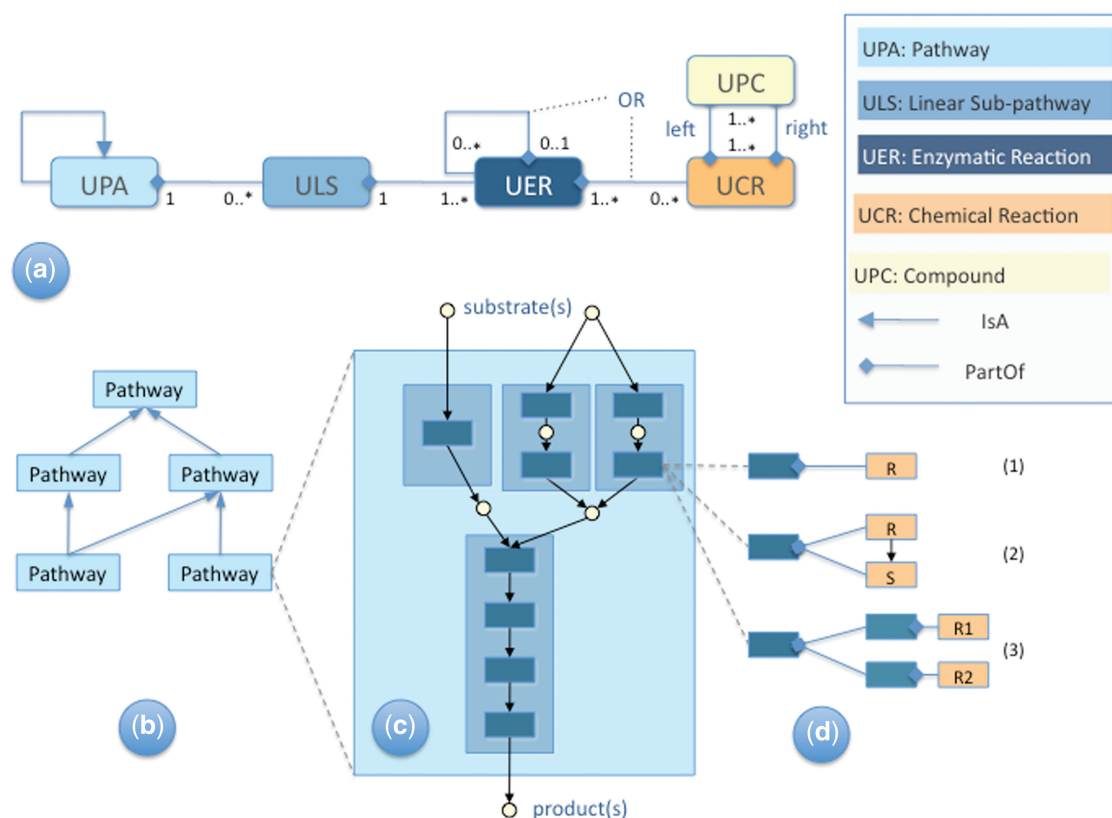 UPA: Pathway
ULS: Linear Sub-pathway
UER: Enzymatic Reaction
UCR: Chemical Reaction
UPC: Compound
IsA
PartOf
UPC
OR
left
1..*
right
0..*
0..1
1..*
UPA
ULS
UER
UCR
1
0..*
1
1..*
1..*
0..*
(a)
substrate(s)
Pathway
Pathway
Pathway
Pathway
Pathway
R
(1)
R
(2)
S
R1
(3)
R2
(b)
(c)
(d)
product(s)